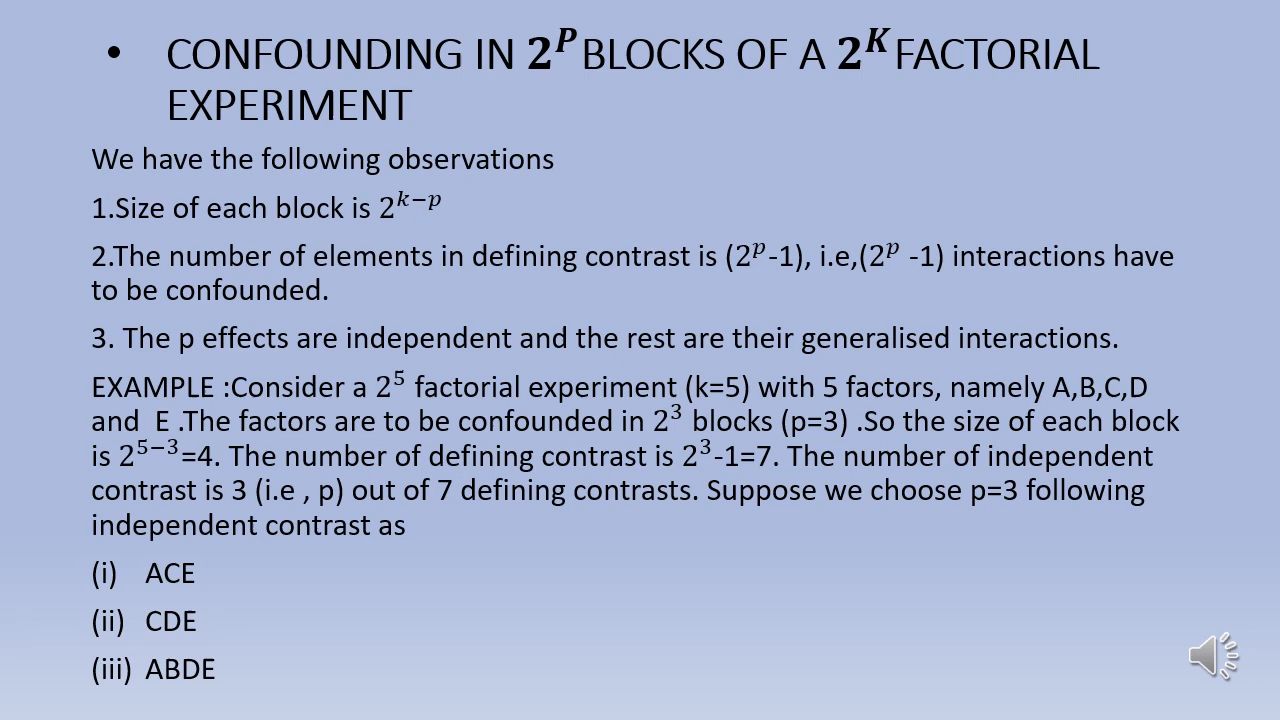 • CONFOUNDING IN 2^P BLOCKS OF A 2^K FACTORIAL
EXPERIMENT
We have the following observations
1.Size of each block is 2^{k−p}
2.The number of elements in defining contrast is (2^p-1), i.e,(2^p -1) interactions have
to be confounded.
3. The p effects are independent and the rest are their generalised interactions.
EXAMPLE :Consider a 2^5 factorial experiment (k=5) with 5 factors, namely A,B,C,D
and E .The factors are to be confounded in 2^3 blocks (p=3) .So the size of each block
is 2^{5−3}=4. The number of defining contrast is 2^3-1=7. The number of independent
contrast is 3 (i.e , p) out of 7 defining contrasts. Suppose we choose p=3 following
independent contrast as
(i) ACE
(ii) CDE
(iii) ABDE